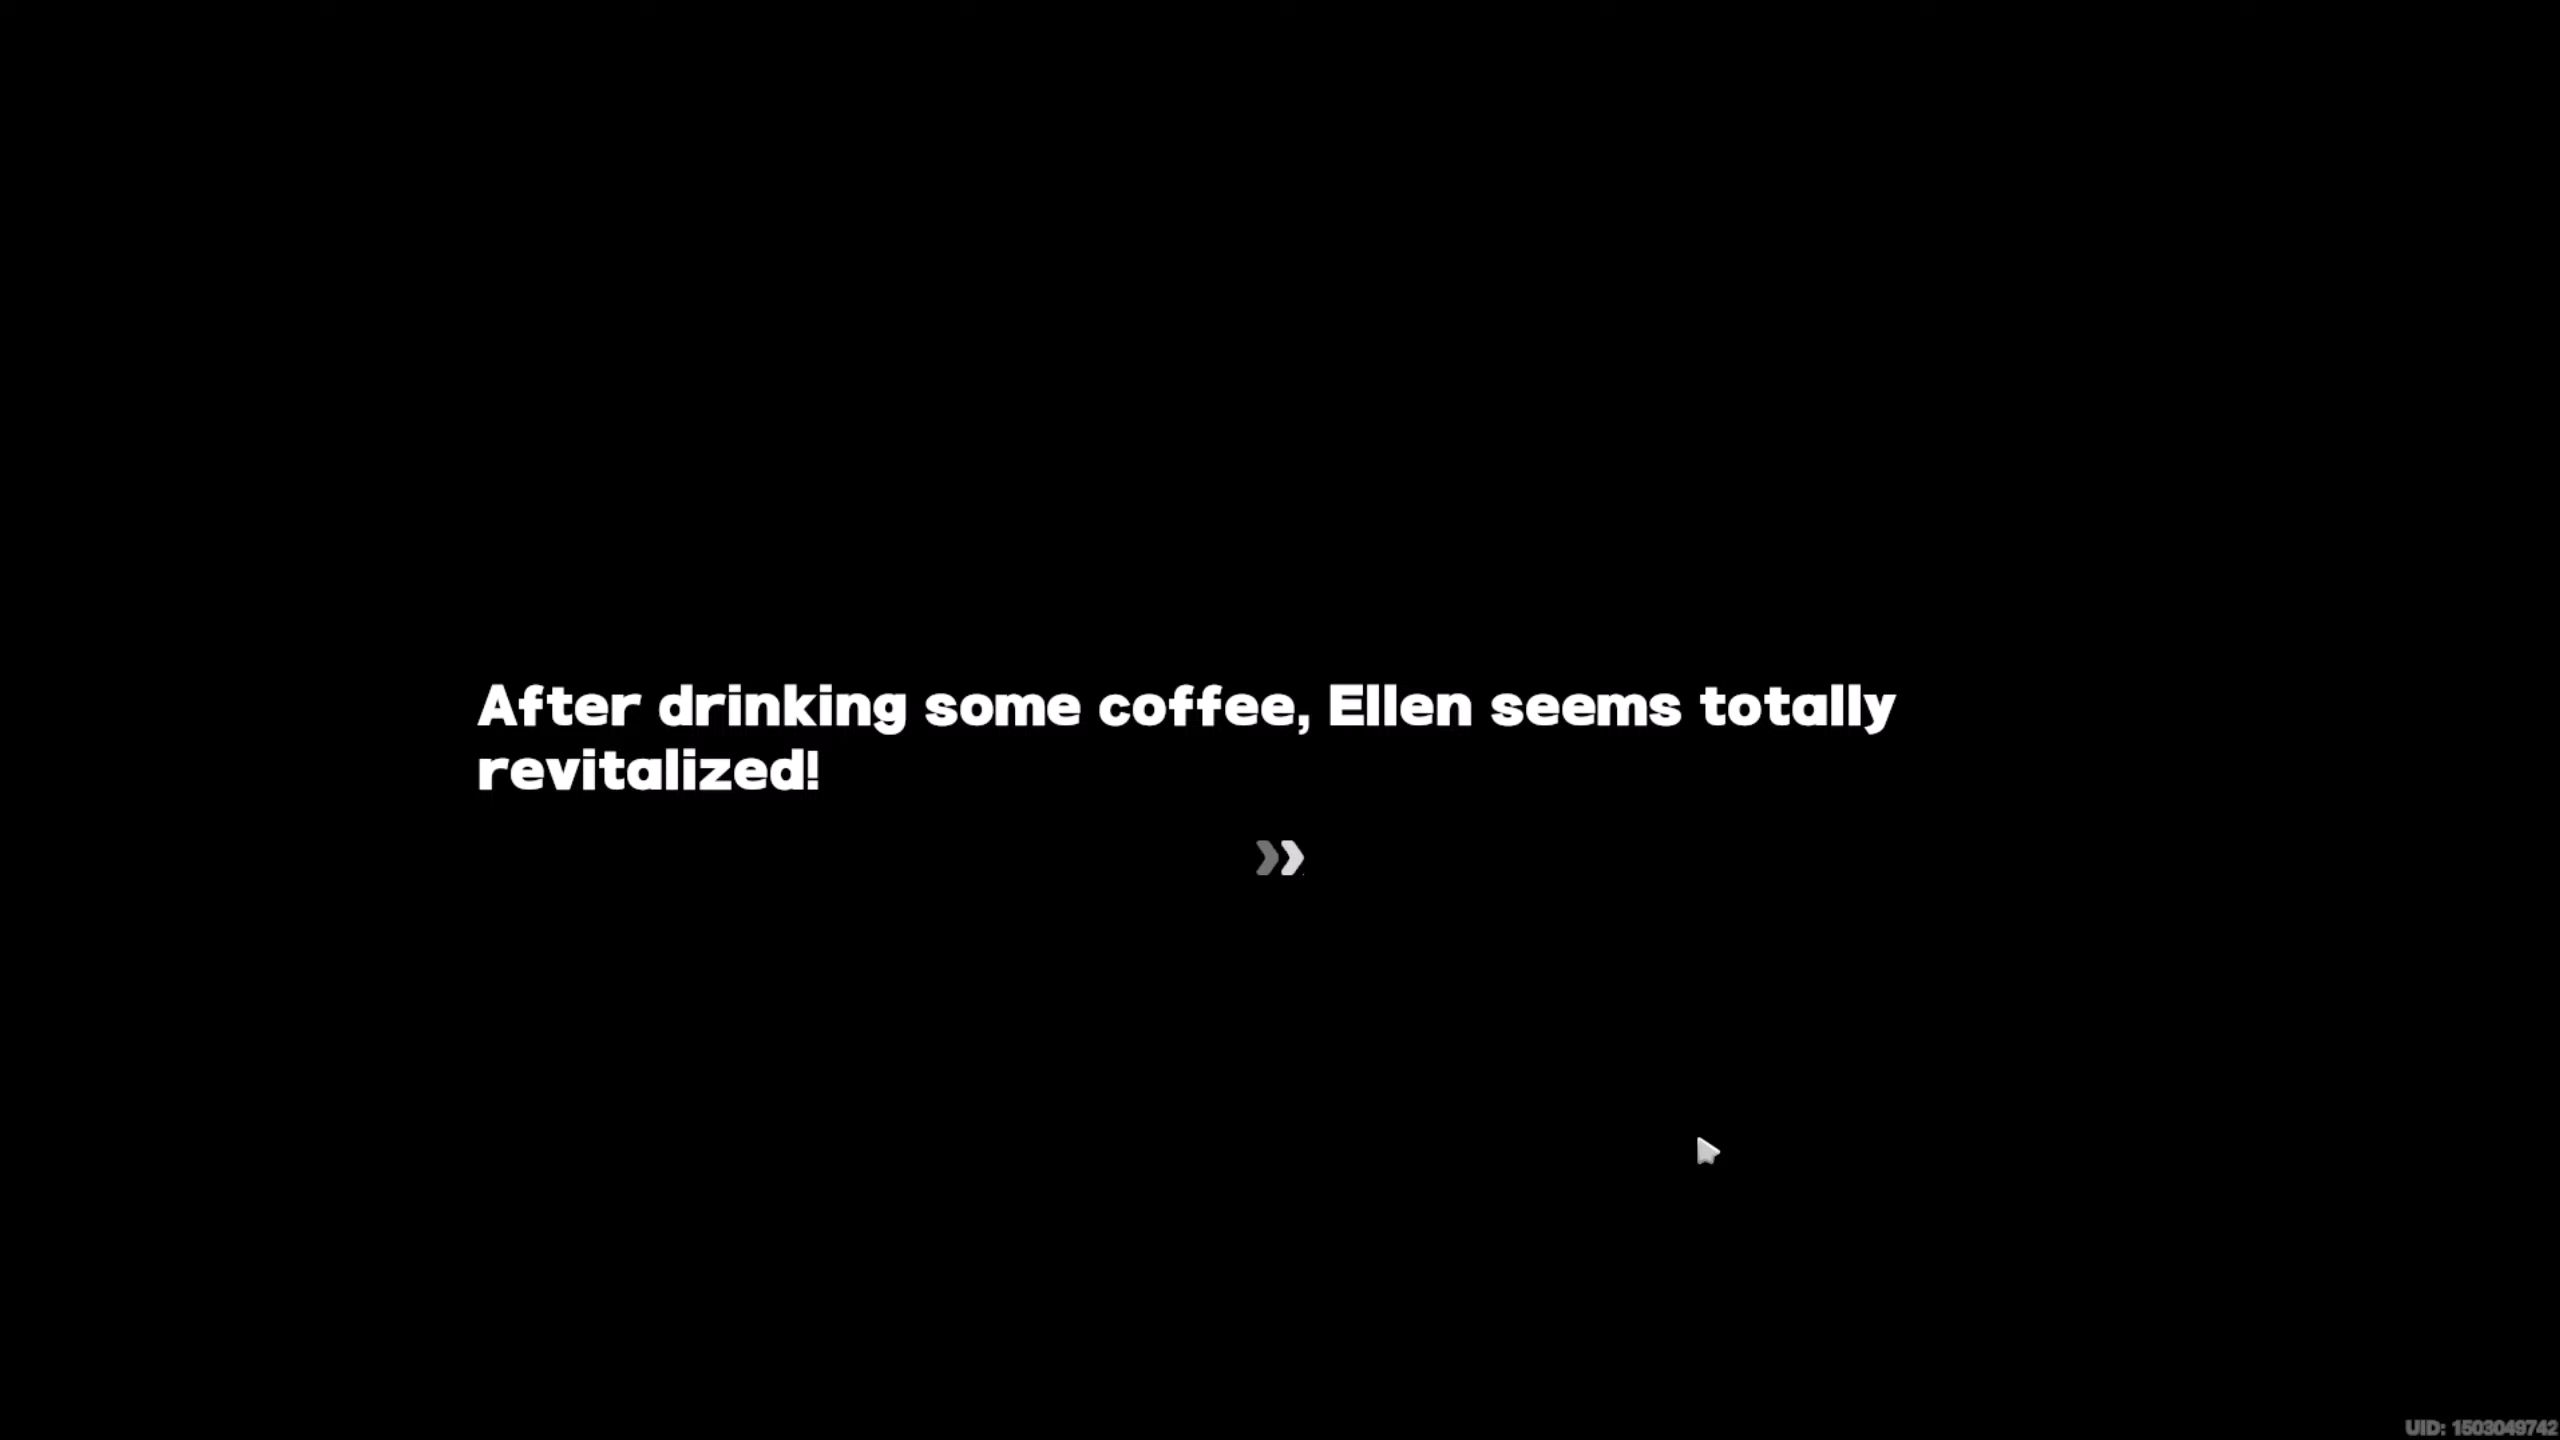 After drinking some coffee, Ellen seems totally
revitalized!
UID: 1503049742